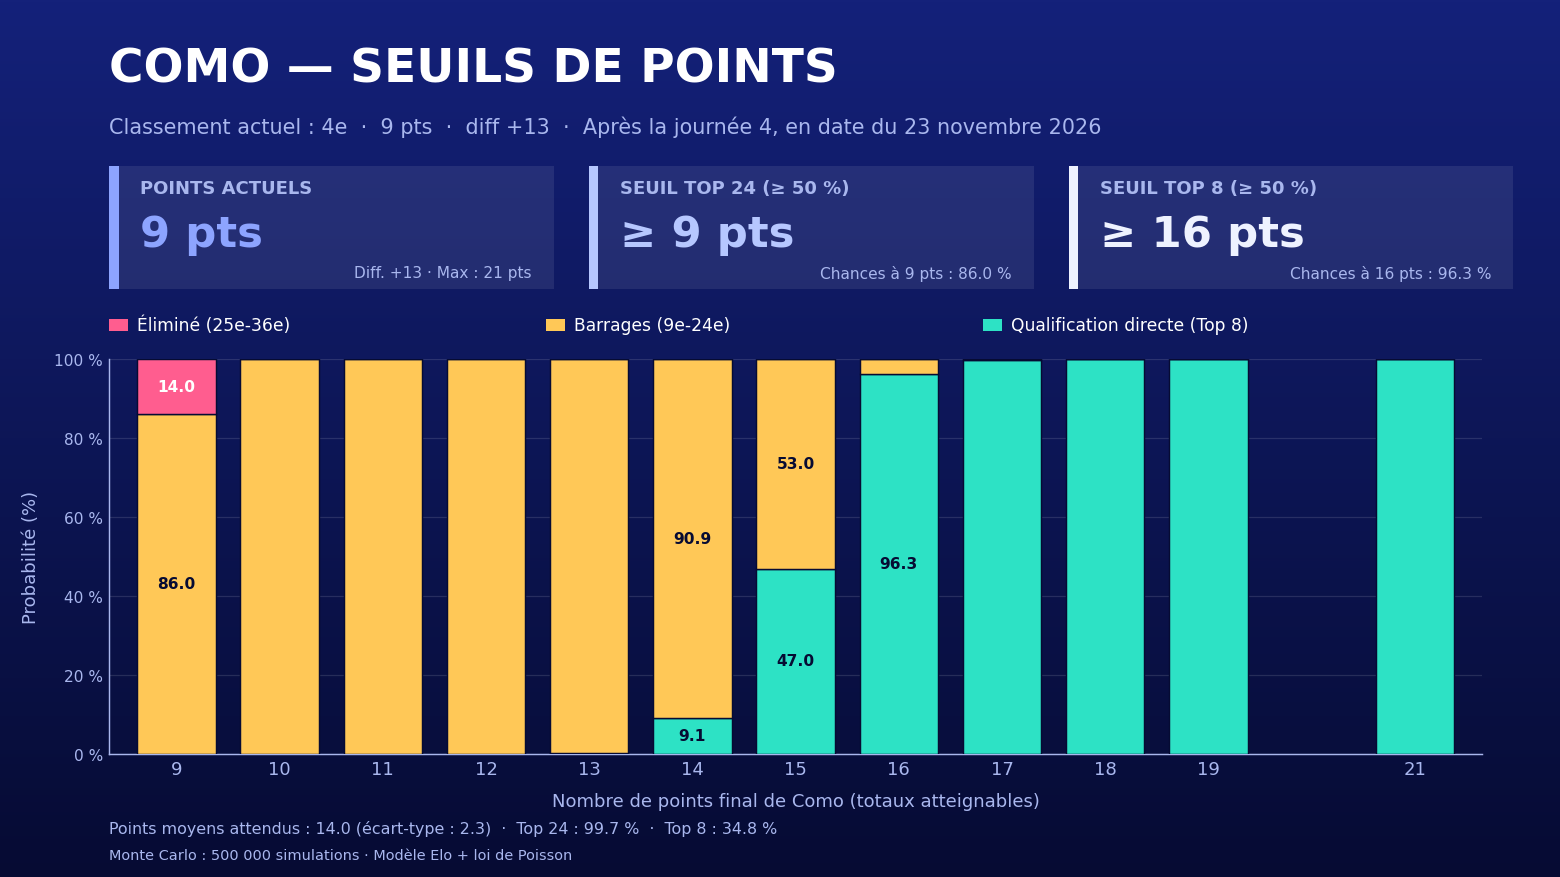 COMO — SEUILS DE POINTS
Classement actuel : 4e · 9 pts · diff +13 · Après la journée 4, en date du 23 novembre 2026
POINTS ACTUELS
9 pts
Diff. +13 · Max : 21 pts
SEUIL TOP 24 (≥ 50 %)
≥ 9 pts
Chances à 9 pts : 86.0 %
SEUIL TOP 8 (≥ 50 %)
≥ 16 pts
Chances à 16 pts : 96.3 %
Éliminé (25e-36e)
Barrages (9e-24e)
Qualification directe (Top 8)
Probabilité (%)
100 %
80 %
60 %
40 %
20 %
0 %
14.0
86.0
90.9
9.1
53.0
47.0
96.3
9 10 11 12 13 14 15 16 17 18 19 21
Nombre de points final de Como (totaux atteignables)
Points moyens attendus : 14.0 (écart-type : 2.3) · Top 24 : 99.7 % · Top 8 : 34.8 %
Monte Carlo : 500 000 simulations · Modèle Elo + loi de Poisson